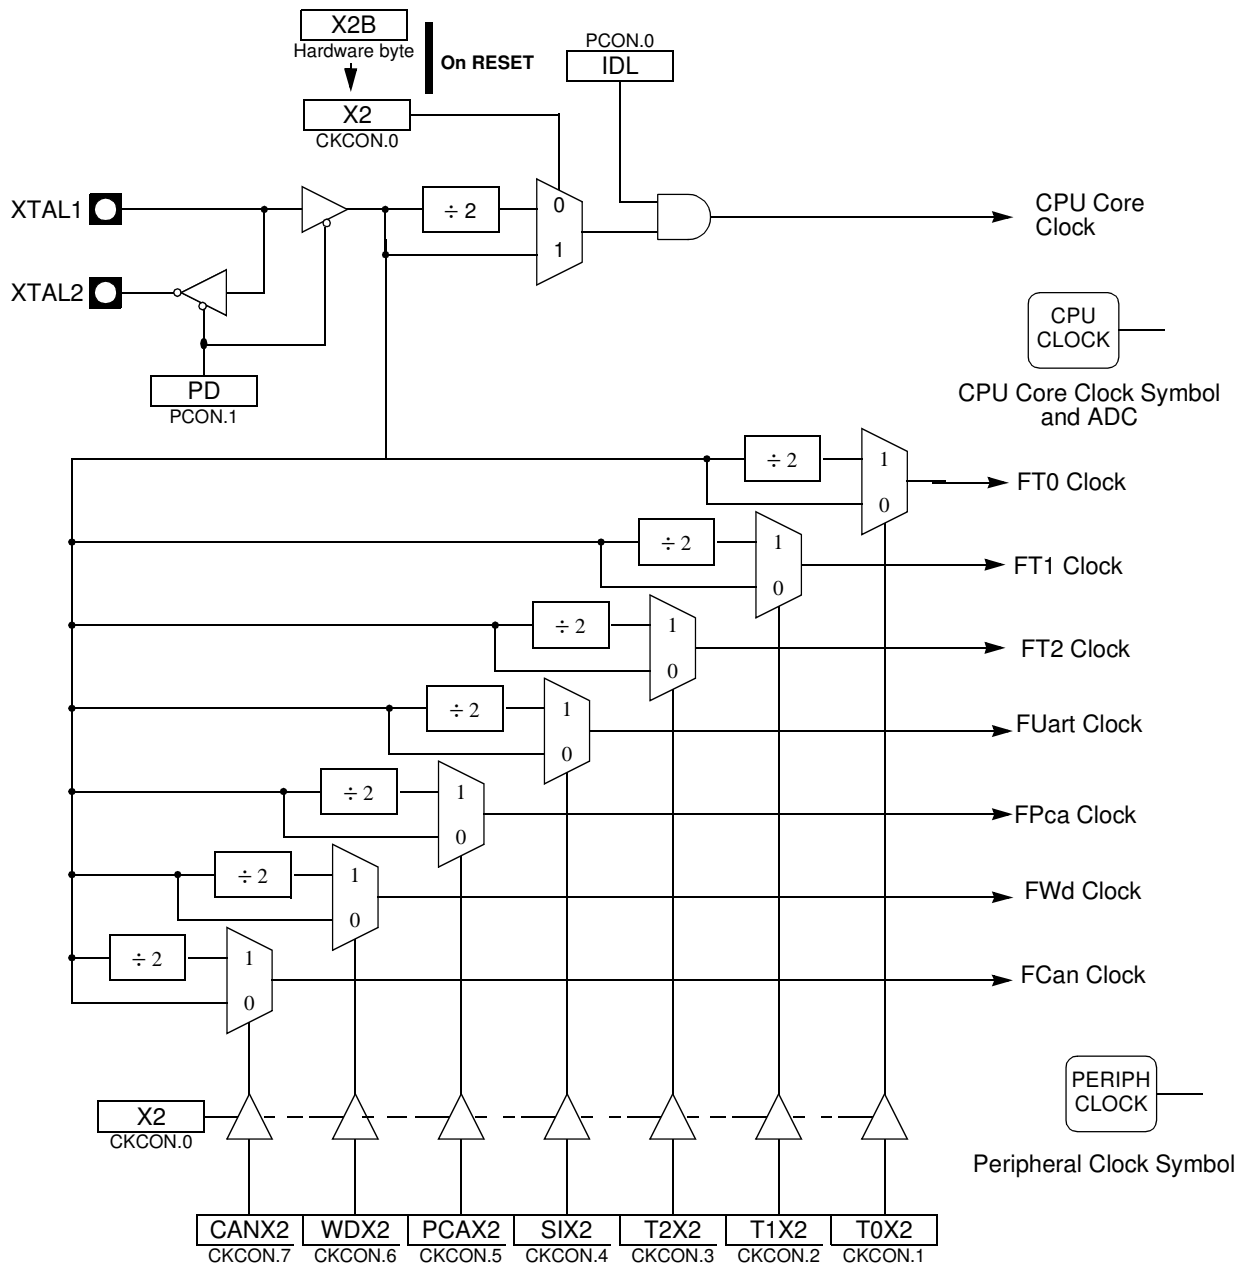 X2B
Hardware byte
On RESET
PCON.0
IDL
X2
CKCON.0
XTAL1
÷ 2
0
1
CPU Core
Clock
XTAL2
CPU
CLOCK
PD
PCON.1
CPU Core Clock Symbol
and ADC
÷ 2
1
0
FT0 Clock
÷ 2
1
0
FT1 Clock
÷ 2
1
0
FT2 Clock
÷ 2
1
0
FUart Clock
÷ 2
1
0
FPca Clock
÷ 2
1
0
FWd Clock
÷ 2
1
0
FCan Clock
PERIPH
CLOCK
X2
CKCON.0
Peripheral Clock Symbol
CANX2
WDX2
PCAX2
SIX2
T2X2
T1X2
T0X2
CKCON.7
CKCON.6
CKCON.5
CKCON.4
CKCON.3
CKCON.2
CKCON.1